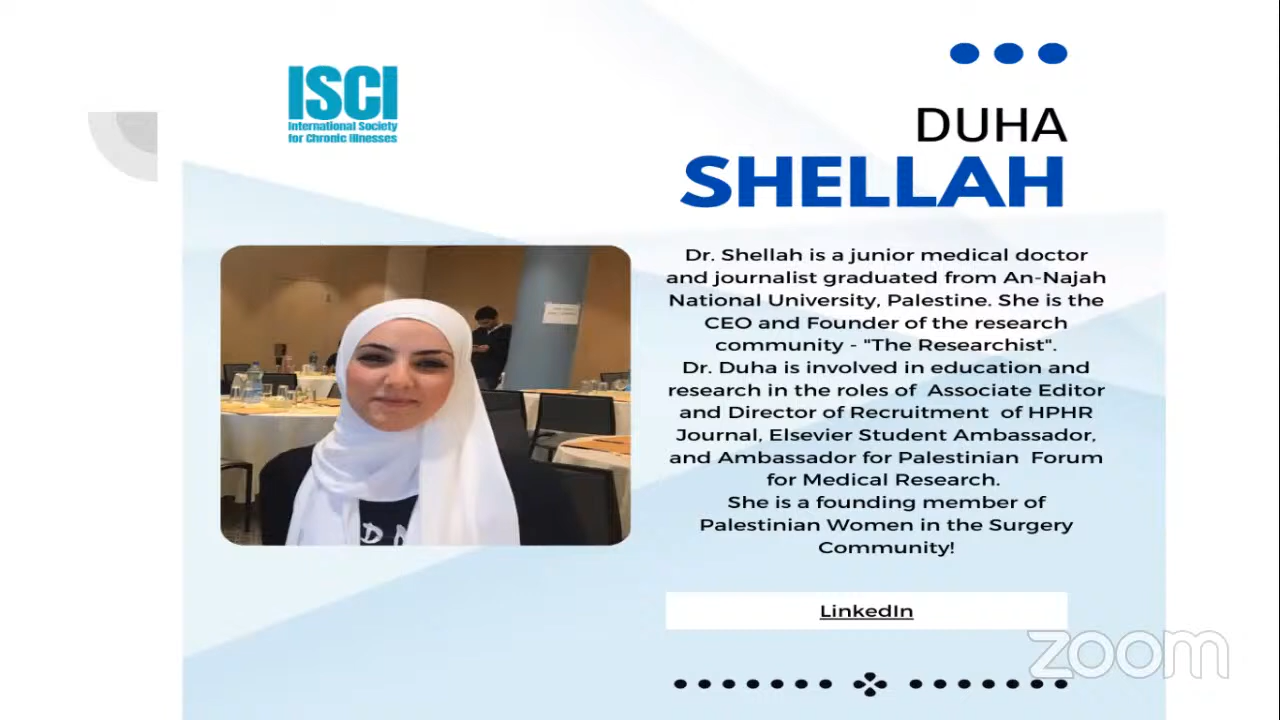 ISCI
International Society
for Chronic Illnesses
DUHA
SHELLAH
Dr. Shellah is a junior medical doctor
and journalist graduated from An-Najah
National University, Palestine. She is the
CEO and Founder of the research
community - "The Researchist".
Dr. Duha is involved in education and
research in the roles of Associate Editor
and Director of Recruitment of HPHR
Journal, Elsevier Student Ambassador,
and Ambassador for Palestinian Forum
for Medical Research.
She is a founding member of
Palestinian Women in the Surgery
Community!
LinkedIn
zoom